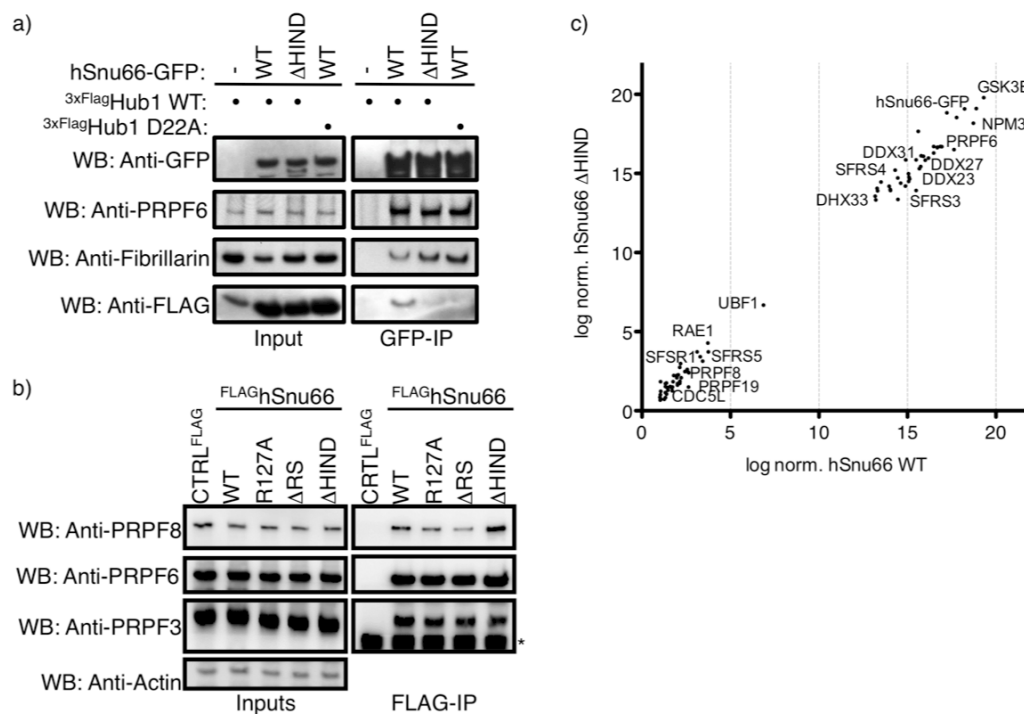 a)
hSnu66-GFP: - WT ΔHIND WT - WT ΔHIND WT
3xFlagHub1 WT: • • • • • •
3xFlagHub1 D22A: • •
WB: Anti-GFP
WB: Anti-PRPF6
WB: Anti-Fibrillarin
WB: Anti-FLAG
Input GFP-IP
b)
FLAGhSnu66 FLAGhSnu66
CTRLFLAG WT R127A ΔRS ΔHIND CRTLFLAG WT R127A ΔRS ΔHIND
WB: Anti-PRPF8
WB: Anti-PRPF6
WB: Anti-PRPF3 *
WB: Anti-Actin
Inputs FLAG-IP
c)
log norm. hSnu66 ΔHIND
20
15
10
5
0
GSK3B
hSnu66-GFP
NPM3
PRPF6
DDX31
DDX27
SFRS4
DDX23
DHX33
SFRS3
UBF1
RAE1
SFSR1 SFRS5
PRPF8
PRPF19
CDC5L
0 5 10 15 20
log norm. hSnu66 WT